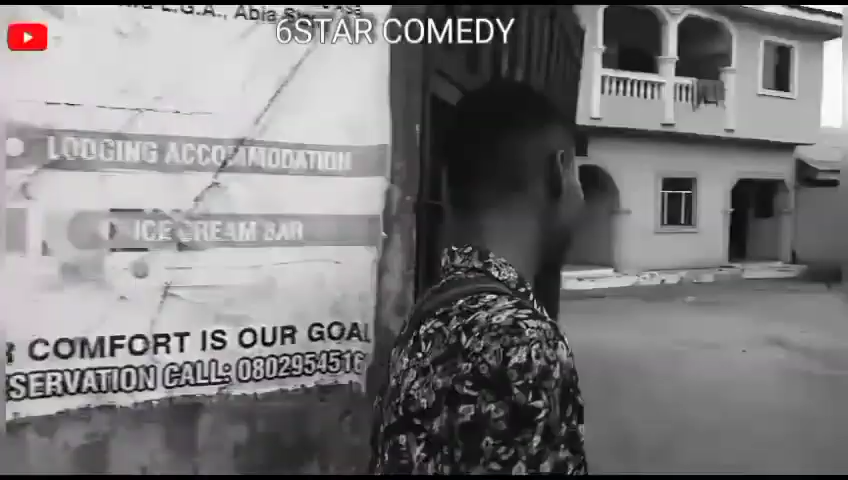 L.G.A., Abia
6STAR COMEDY
LODGING ACCOMMODATION
ICE CREAM BAR
COMFORT IS OUR GOAL
SERVATION CALL: 0802954516